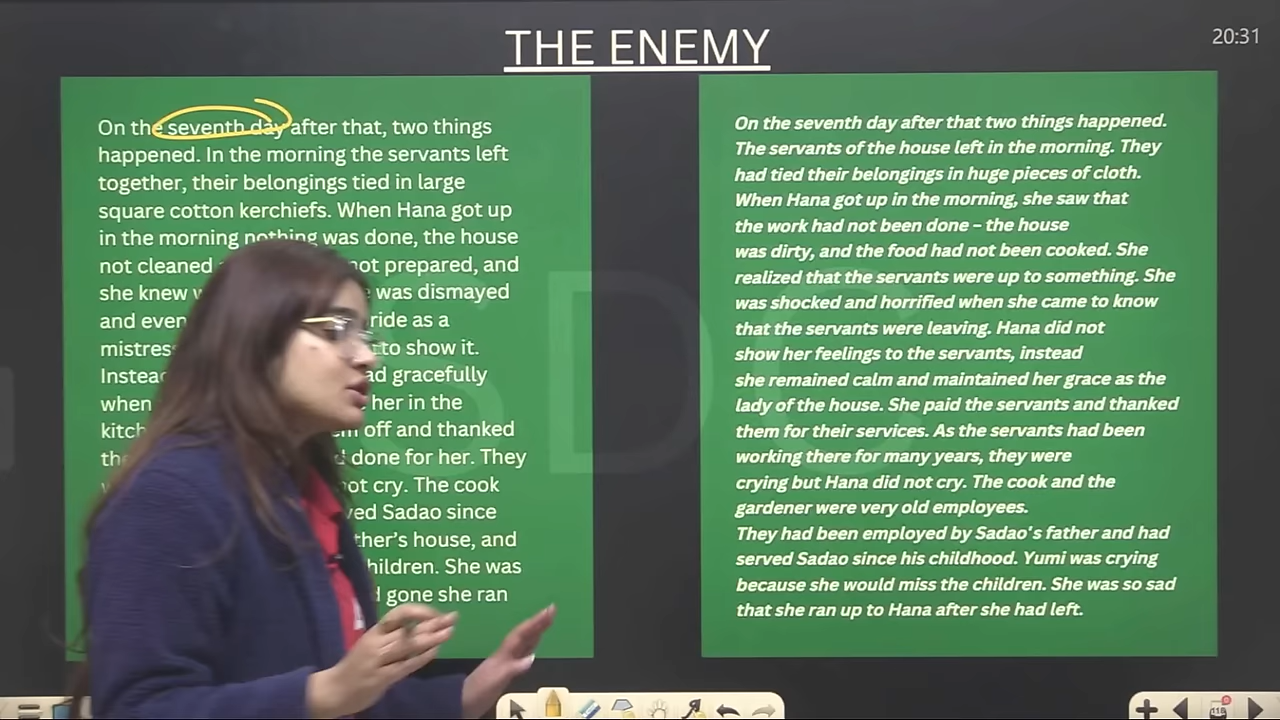 THE ENEMY
20:31
On the seventh day after that, two things
happened. In the morning the servants left
together, their belongings tied in large
square cotton kerchiefs. When Hana got up
in the morning nothing was done, the house
not cleaned not prepared, and
she knew was dismayed
and even as a
mistress to show it.
gracefully
when her in the
off and thanked
done for her. They
not cry. The cook
Sadao since
house, and
She was
gone she ran
On the seventh day after that two things happened.
The servants of the house left in the morning. They
had tied their belongings in huge pieces of cloth.
When Hana got up in the morning, she saw that
the work had not been done – the house
was dirty, and the food had not been cooked. She
realized that the servants were up to something. She
was shocked and horrified when she came to know
that the servants were leaving. Hana did not
show her feelings to the servants, instead
she remained calm and maintained her grace as the
lady of the house. She paid the servants and thanked
them for their services. As the servants had been
working there for many years, they were
crying but Hana did not cry. The cook and the
gardener were very old employees.
They had been employed by Sadao's father and had
served Sadao since his childhood. Yumi was crying
because she would miss the children. She was so sad
that she ran up to Hana after she had left.